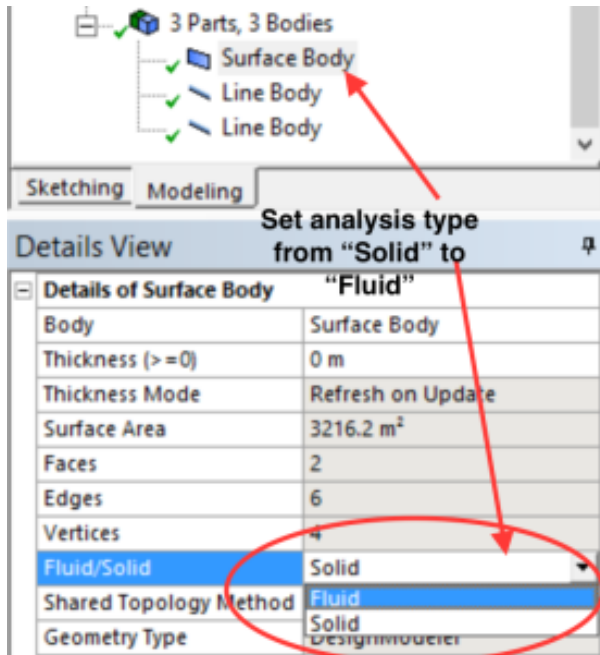 3 Parts, 3 Bodies
Surface Body
Line Body
Line Body
Sketching Modeling
Set analysis type
from “Solid” to
“Fluid”
Details View
Details of Surface Body
Body Surface Body
Thickness (>=0) 0 m
Thickness Mode Refresh on Update
Surface Area 3216.2 m²
Faces 2
Edges 6
Vertices 4
Fluid/Solid Solid
Shared Topology Method Fluid
Solid
Geometry Type DesignModeler